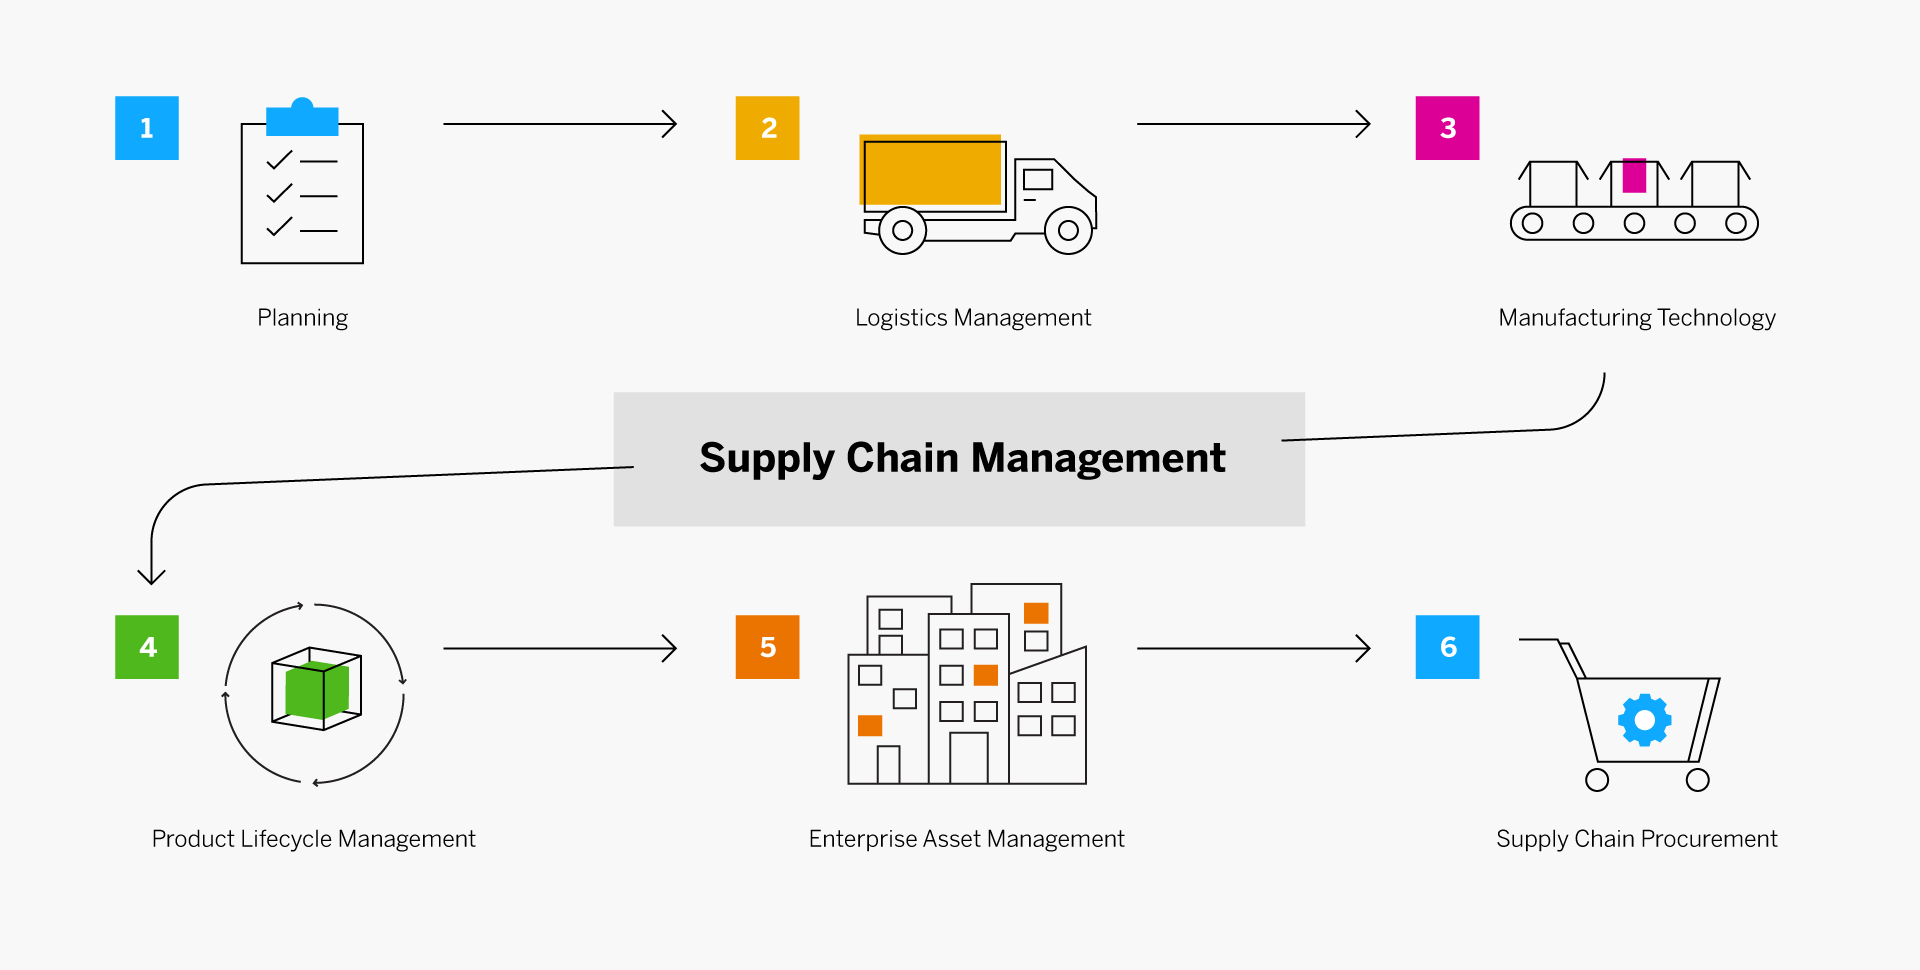 1
2
3
Planning
Logistics Management
Manufacturing Technology
Supply Chain Management
4
5
6
Product Lifecycle Management
Enterprise Asset Management
Supply Chain Procurement